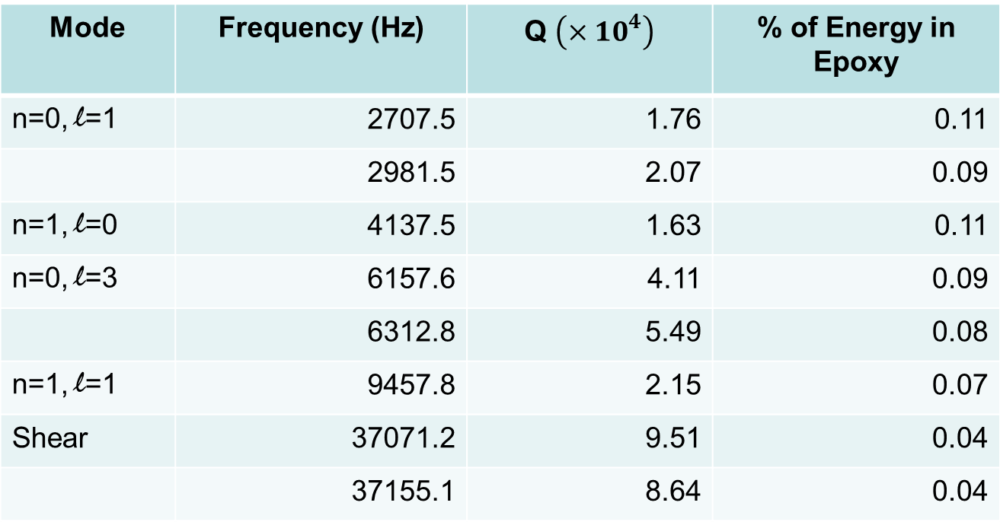 Mode Frequency (Hz) Q (× 10⁴) % of Energy in Epoxy
n=0, ℓ=1 2707.5 1.76 0.11
2981.5 2.07 0.09
n=1, ℓ=0 4137.5 1.63 0.11
n=0, ℓ=3 6157.6 4.11 0.09
6312.8 5.49 0.08
n=1, ℓ=1 9457.8 2.15 0.07
Shear 37071.2 9.51 0.04
37155.1 8.64 0.04